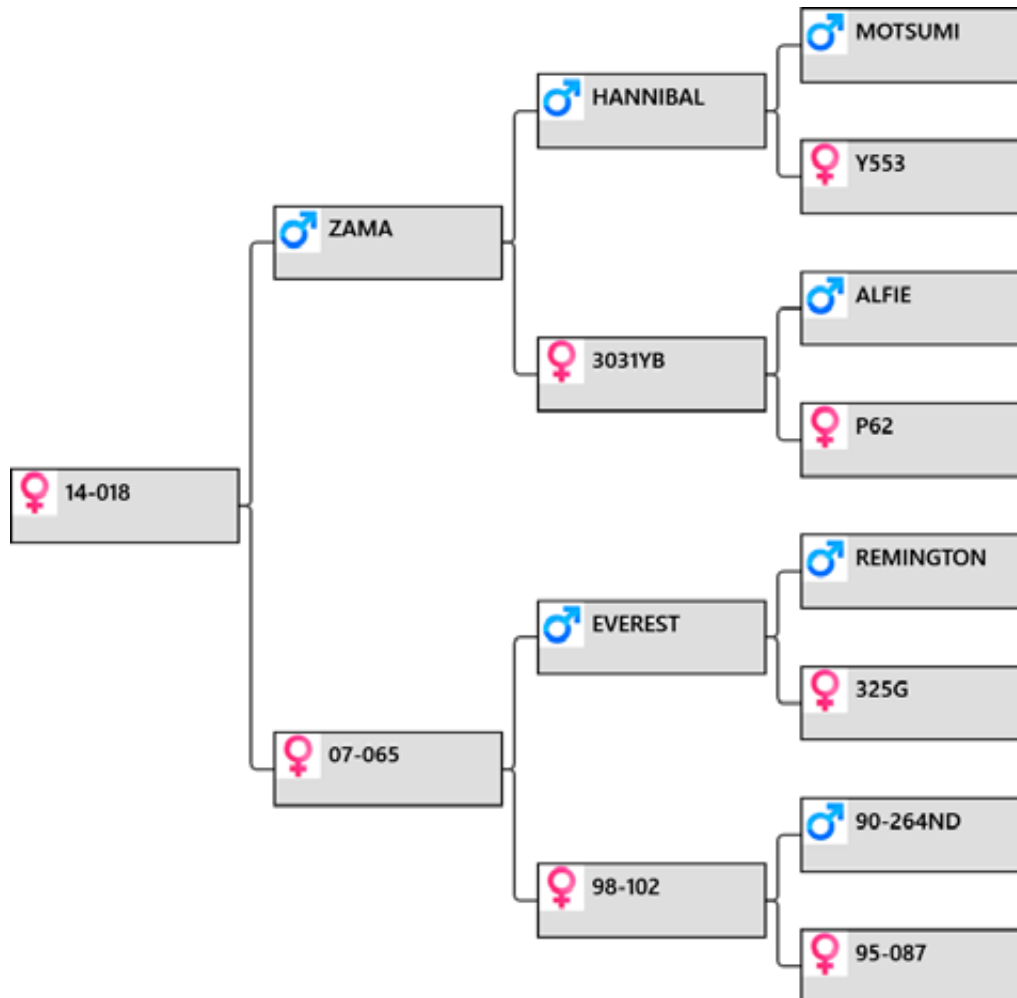 MOTSUMI
HANNIBAL
Y553
ZAMA
ALFIE
3031YB
P62
14-018
REMINGTON
EVEREST
325G
07-065
90-264ND
98-102
95-087